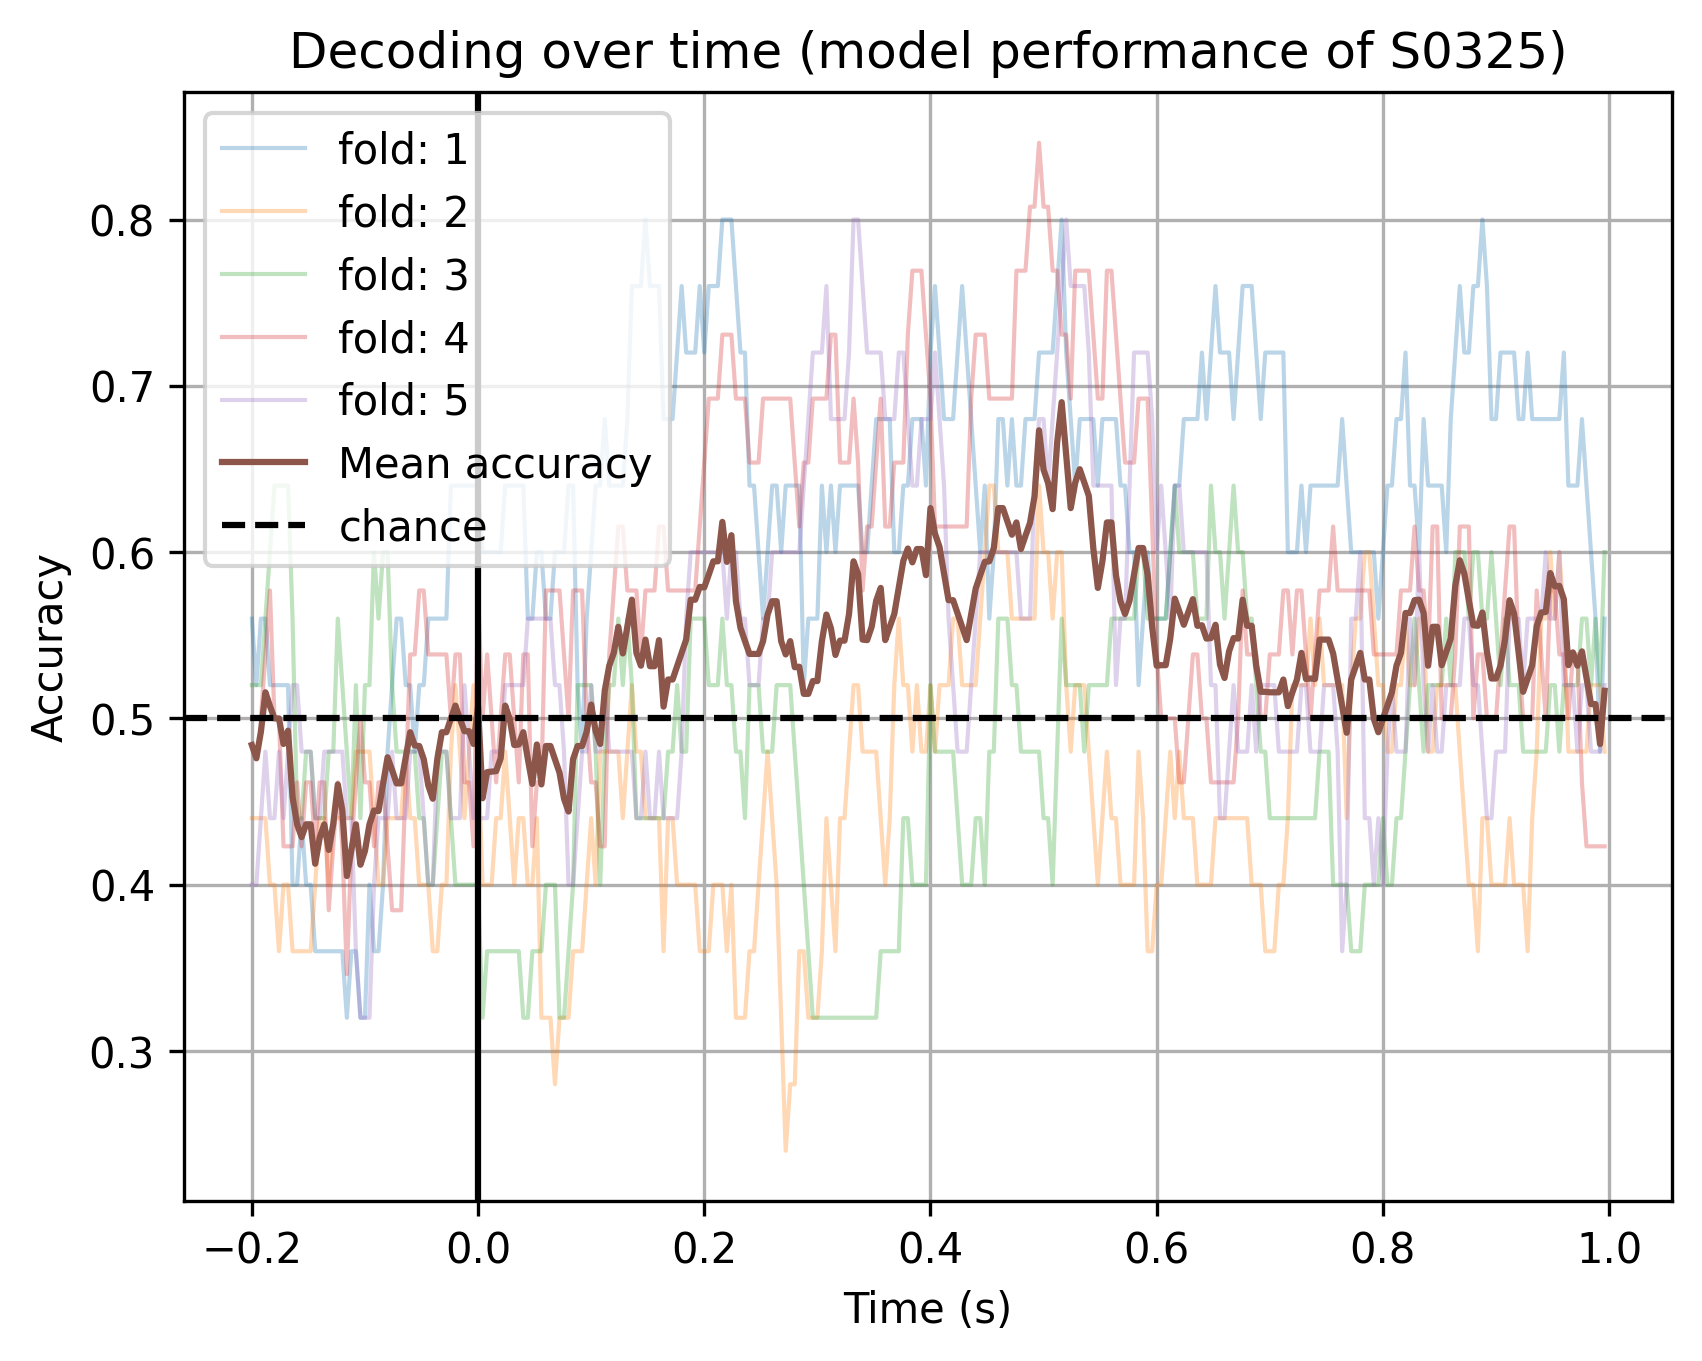 Decoding over time (model performance of S0325)
fold: 1
fold: 2
fold: 3
fold: 4
fold: 5
Mean accuracy
chance
Accuracy
0.8
0.7
0.6
0.5
0.4
0.3
−0.2 0.0 0.2 0.4 0.6 0.8 1.0
Time (s)